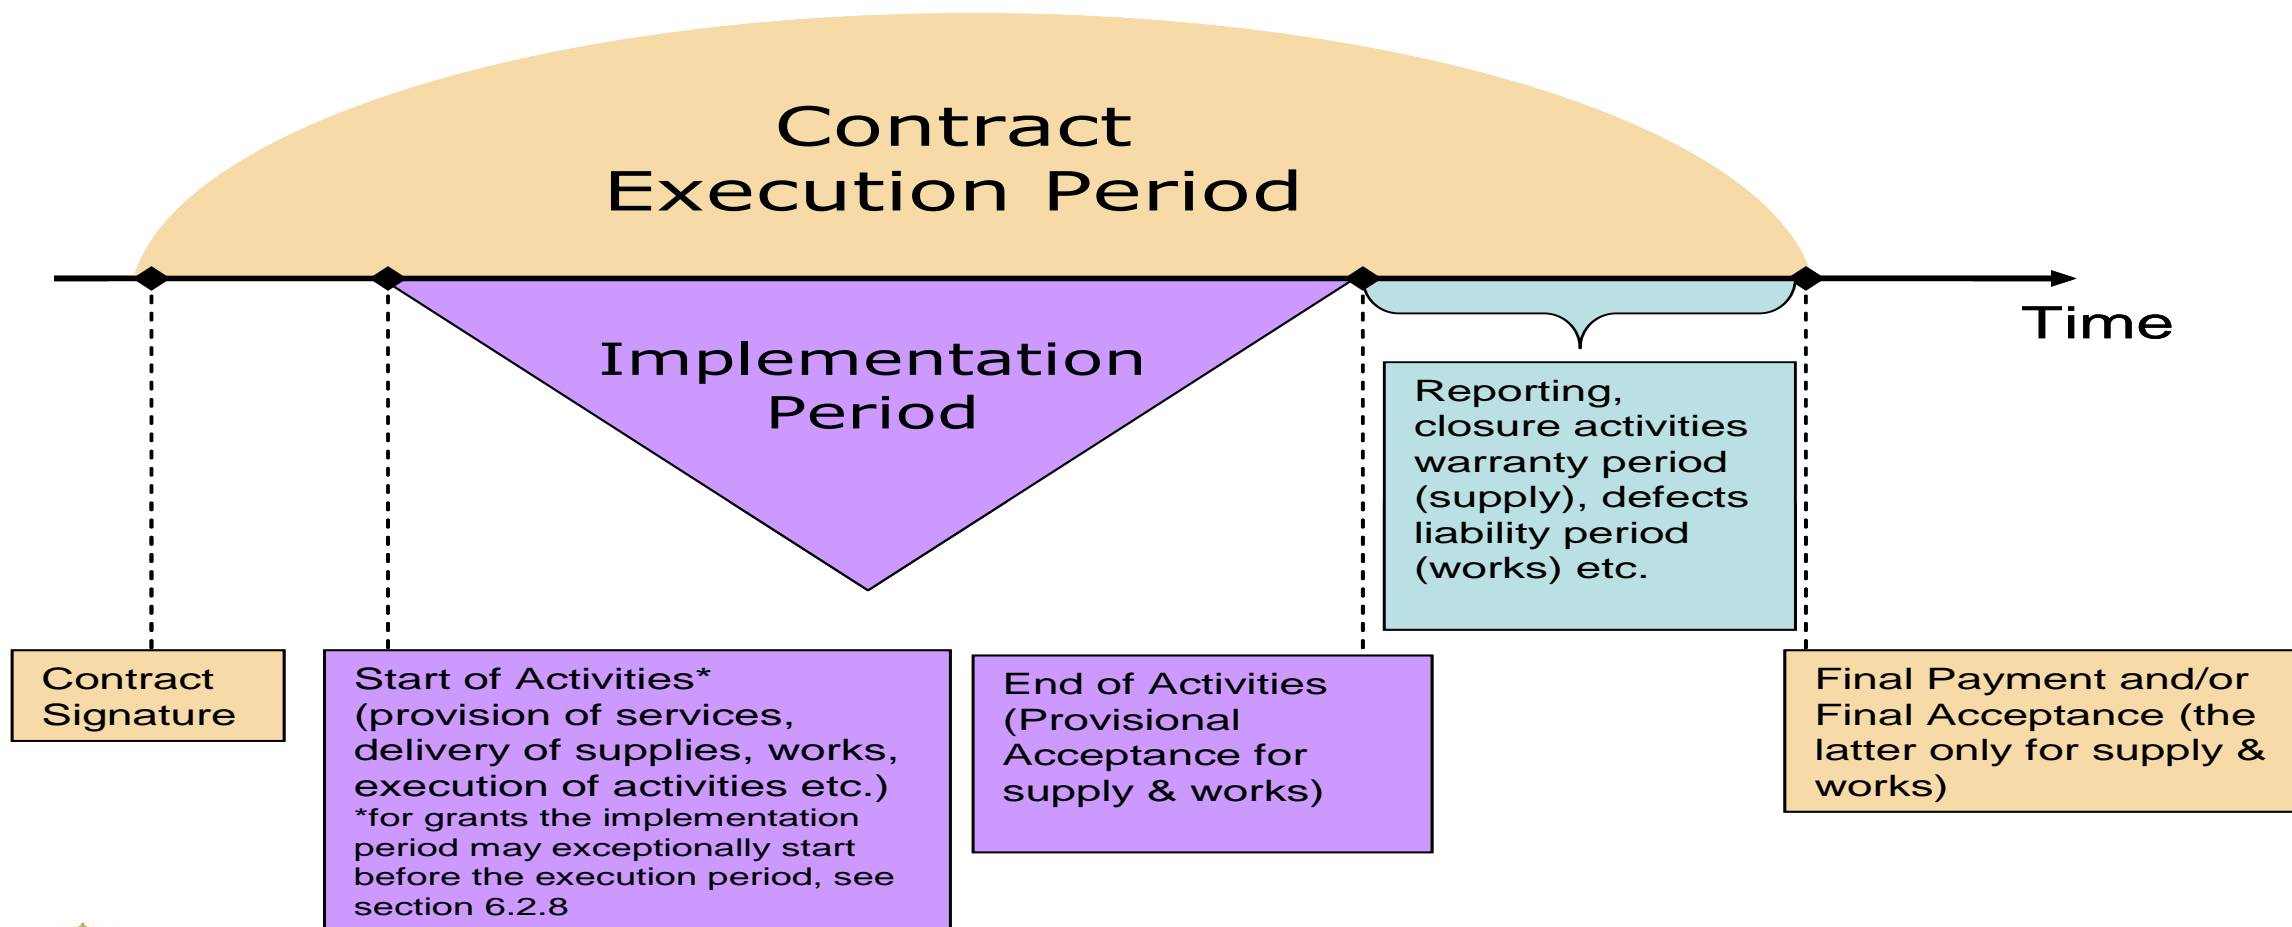 Contract
Execution Period
Time
Implementation
Period
Reporting,
closure activities
warranty period
(supply), defects
liability period
(works) etc.
Contract
Signature
Start of Activities*
(provision of services,
delivery of supplies, works,
execution of activities etc.)
*for grants the implementation
period may exceptionally start
before the execution period, see
section 6.2.8
End of Activities
(Provisional
Acceptance for
supply & works)
Final Payment and/or
Final Acceptance (the
latter only for supply &
works)